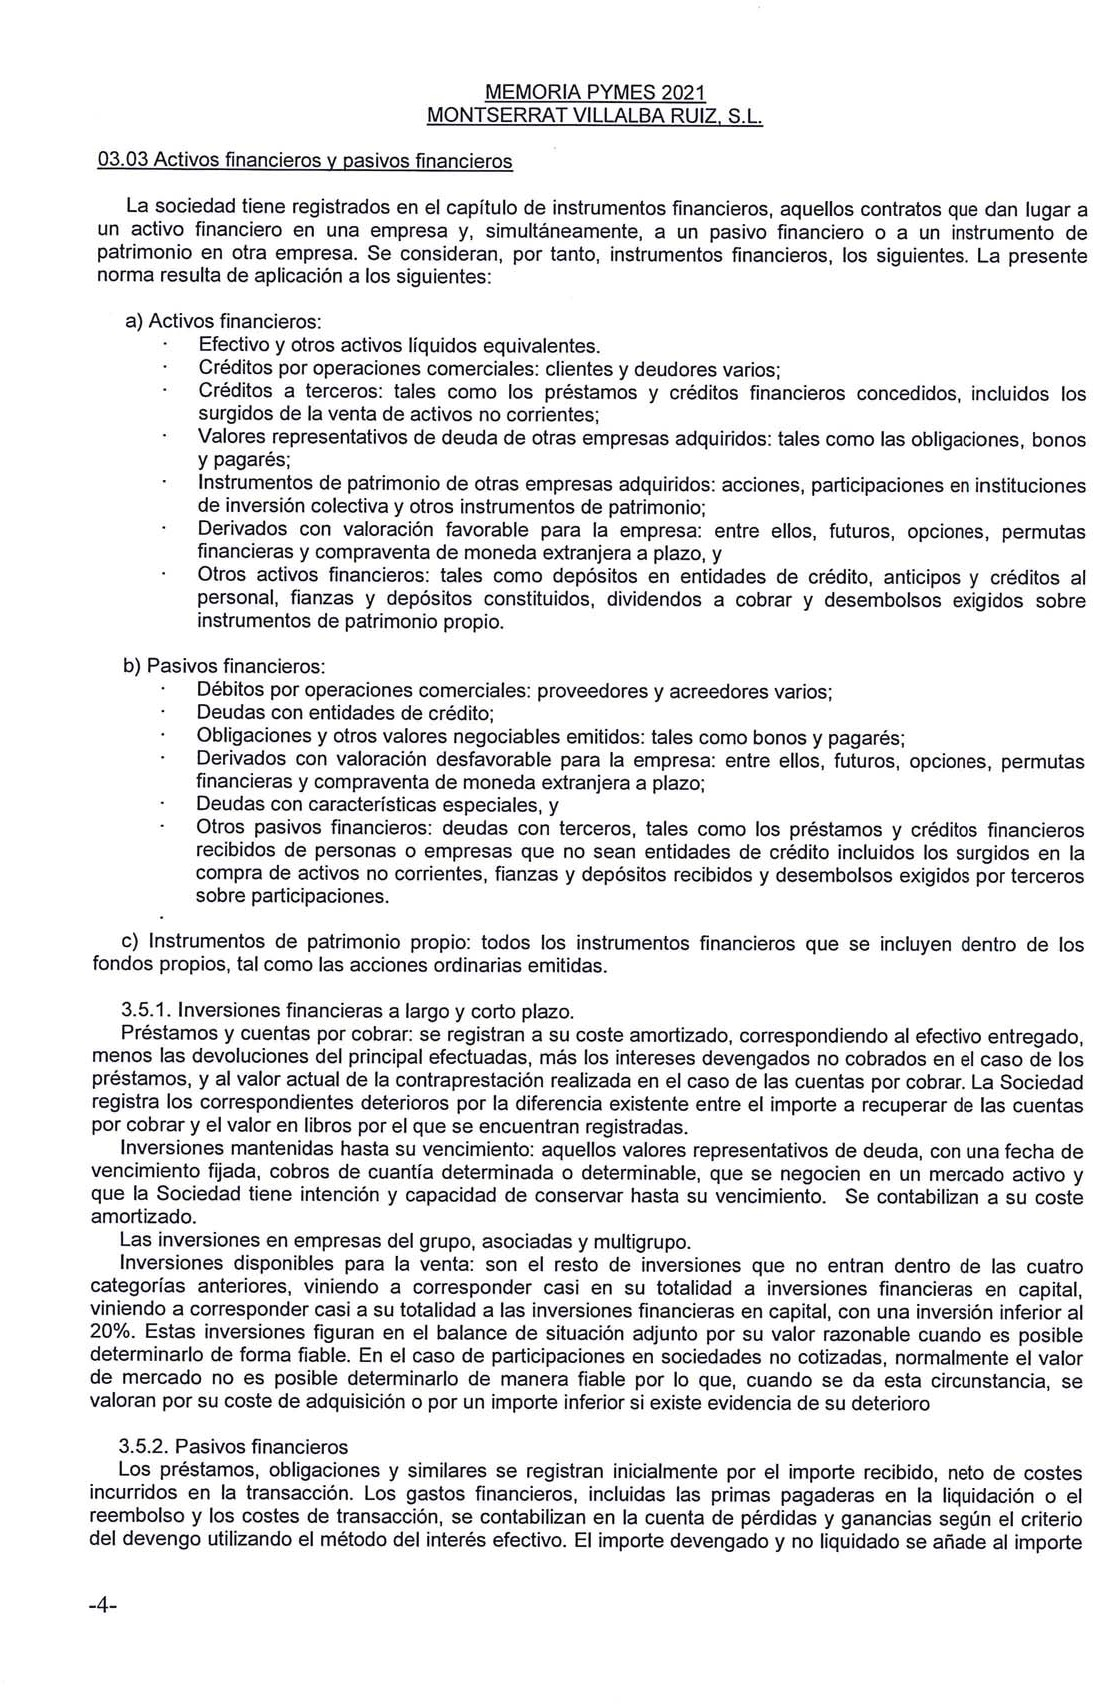 MEMORIA PYMES 2021
MONTSERRAT VILLALBA RUIZ, S.L.
03.03 Activos financieros y pasivos financieros
La sociedad tiene registrados en el capítulo de instrumentos financieros, aquellos contratos que dan lugar a
un activo financiero en una empresa y, simultáneamente, a un pasivo financiero o a un instrumento de
patrimonio en otra empresa. Se consideran, por tanto, instrumentos financieros, los siguientes. La presente
norma resulta de aplicación a los siguientes:
a) Activos financieros:
· Efectivo y otros activos líquidos equivalentes.
· Créditos por operaciones comerciales: clientes y deudores varios;
· Créditos a terceros: tales como los préstamos y créditos financieros concedidos, incluidos los
surgidos de la venta de activos no corrientes;
· Valores representativos de deuda de otras empresas adquiridos: tales como las obligaciones, bonos
y pagarés;
· Instrumentos de patrimonio de otras empresas adquiridos: acciones, participaciones en instituciones
de inversión colectiva y otros instrumentos de patrimonio;
· Derivados con valoración favorable para la empresa: entre ellos, futuros, opciones, permutas
financieras y compraventa de moneda extranjera a plazo, y
· Otros activos financieros: tales como depósitos en entidades de crédito, anticipos y créditos al
personal, fianzas y depósitos constituidos, dividendos a cobrar y desembolsos exigidos sobre
instrumentos de patrimonio propio.
b) Pasivos financieros:
· Débitos por operaciones comerciales: proveedores y acreedores varios;
· Deudas con entidades de crédito;
· Obligaciones y otros valores negociables emitidos: tales como bonos y pagarés;
· Derivados con valoración desfavorable para la empresa: entre ellos, futuros, opciones, permutas
financieras y compraventa de moneda extranjera a plazo;
· Deudas con características especiales, y
· Otros pasivos financieros: deudas con terceros, tales como los préstamos y créditos financieros
recibidos de personas o empresas que no sean entidades de crédito incluidos los surgidos en la
compra de activos no corrientes, fianzas y depósitos recibidos y desembolsos exigidos por terceros
sobre participaciones.
·
c) Instrumentos de patrimonio propio: todos los instrumentos financieros que se incluyen dentro de los
fondos propios, tal como las acciones ordinarias emitidas.
3.5.1. Inversiones financieras a largo y corto plazo.
Préstamos y cuentas por cobrar: se registran a su coste amortizado, correspondiendo al efectivo entregado,
menos las devoluciones del principal efectuadas, más los intereses devengados no cobrados en el caso de los
préstamos, y al valor actual de la contraprestación realizada en el caso de las cuentas por cobrar. La Sociedad
registra los correspondientes deterioros por la diferencia existente entre el importe a recuperar de las cuentas
por cobrar y el valor en libros por el que se encuentran registradas.
Inversiones mantenidas hasta su vencimiento: aquellos valores representativos de deuda, con una fecha de
vencimiento fijada, cobros de cuantía determinada o determinable, que se negocien en un mercado activo y
que la Sociedad tiene intención y capacidad de conservar hasta su vencimiento. Se contabilizan a su coste
amortizado.
Las inversiones en empresas del grupo, asociadas y multigrupo.
Inversiones disponibles para la venta: son el resto de inversiones que no entran dentro de las cuatro
categorías anteriores, viniendo a corresponder casi en su totalidad a inversiones financieras en capital,
viniendo a corresponder casi a su totalidad a las inversiones financieras en capital, con una inversión inferior al
20%. Estas inversiones figuran en el balance de situación adjunto por su valor razonable cuando es posible
determinarlo de forma fiable. En el caso de participaciones en sociedades no cotizadas, normalmente el valor
de mercado no es posible determinarlo de manera fiable por lo que, cuando se da esta circunstancia, se
valoran por su coste de adquisición o por un importe inferior si existe evidencia de su deterioro
3.5.2. Pasivos financieros
Los préstamos, obligaciones y similares se registran inicialmente por el importe recibido, neto de costes
incurridos en la transacción. Los gastos financieros, incluidas las primas pagaderas en la liquidación o el
reembolso y los costes de transacción, se contabilizan en la cuenta de pérdidas y ganancias según el criterio
del devengo utilizando el método del interés efectivo. El importe devengado y no liquidado se añade al importe
-4-